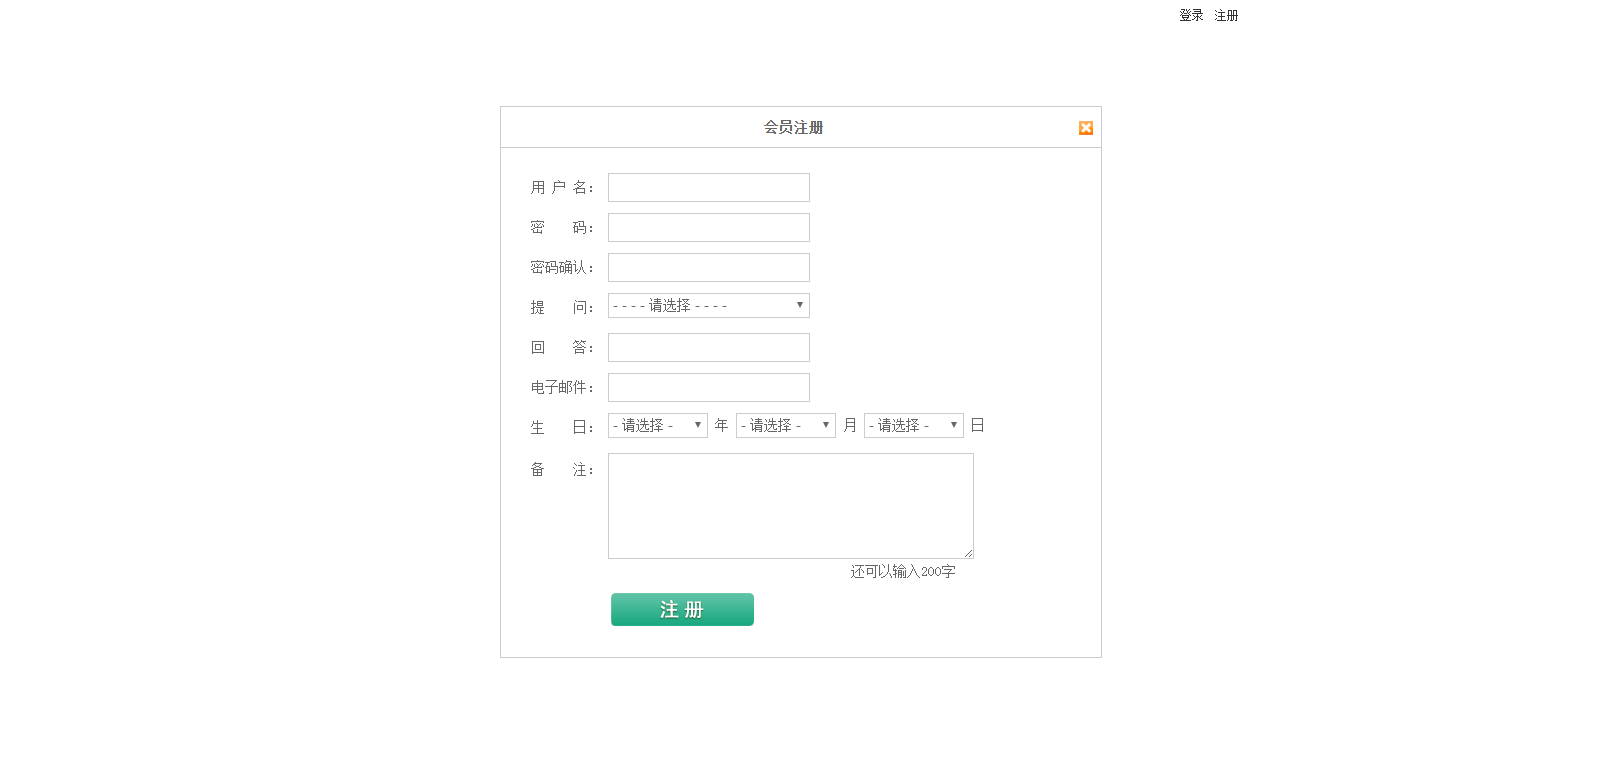 登录 注册
会员注册
用 户 名：
密 码：
密码确认：
提 问： - - - - 请选择 - - - -
回 答：
电子邮件：
生 日： - 请选择 - 年 - 请选择 - 月 - 请选择 - 日
备 注：
还可以输入200字
注 册